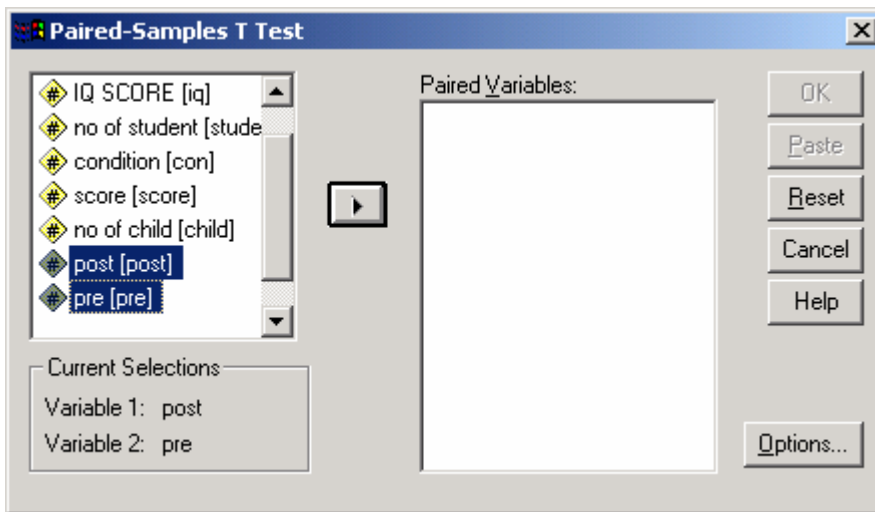 Paired-Samples T Test
IQ SCORE [iq]
no of student [stude
condition [con]
score [score]
no of child [child]
post [post]
pre [pre]
Current Selections
Variable 1: post
Variable 2: pre
Paired Variables:
OK
Paste
Reset
Cancel
Help
Options...